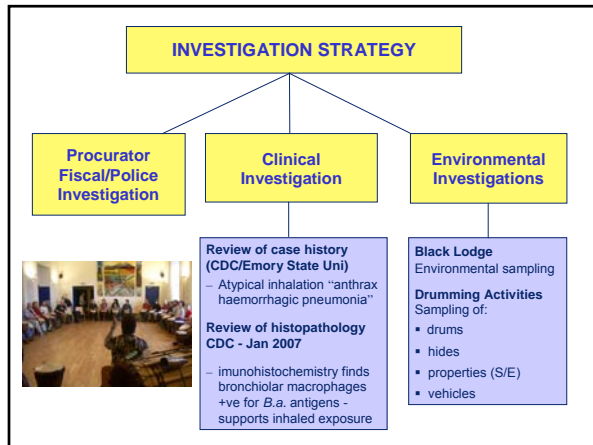 INVESTIGATION STRATEGY
Procurator
Fiscal/Police
Investigation
Clinical
Investigation
Environmental
Investigations
Review of case history
(CDC/Emory State Uni)
– Atypical inhalation “anthrax
haemorrhagic pneumonia”
Review of histopathology
CDC - Jan 2007
– imunohistochemistry finds
bronchiolar macrophages
+ve for B.a. antigens -
supports inhaled exposure
Black Lodge
Environmental sampling
Drumming Activities
Sampling of:
▪ drums
▪ hides
▪ properties (S/E)
▪ vehicles